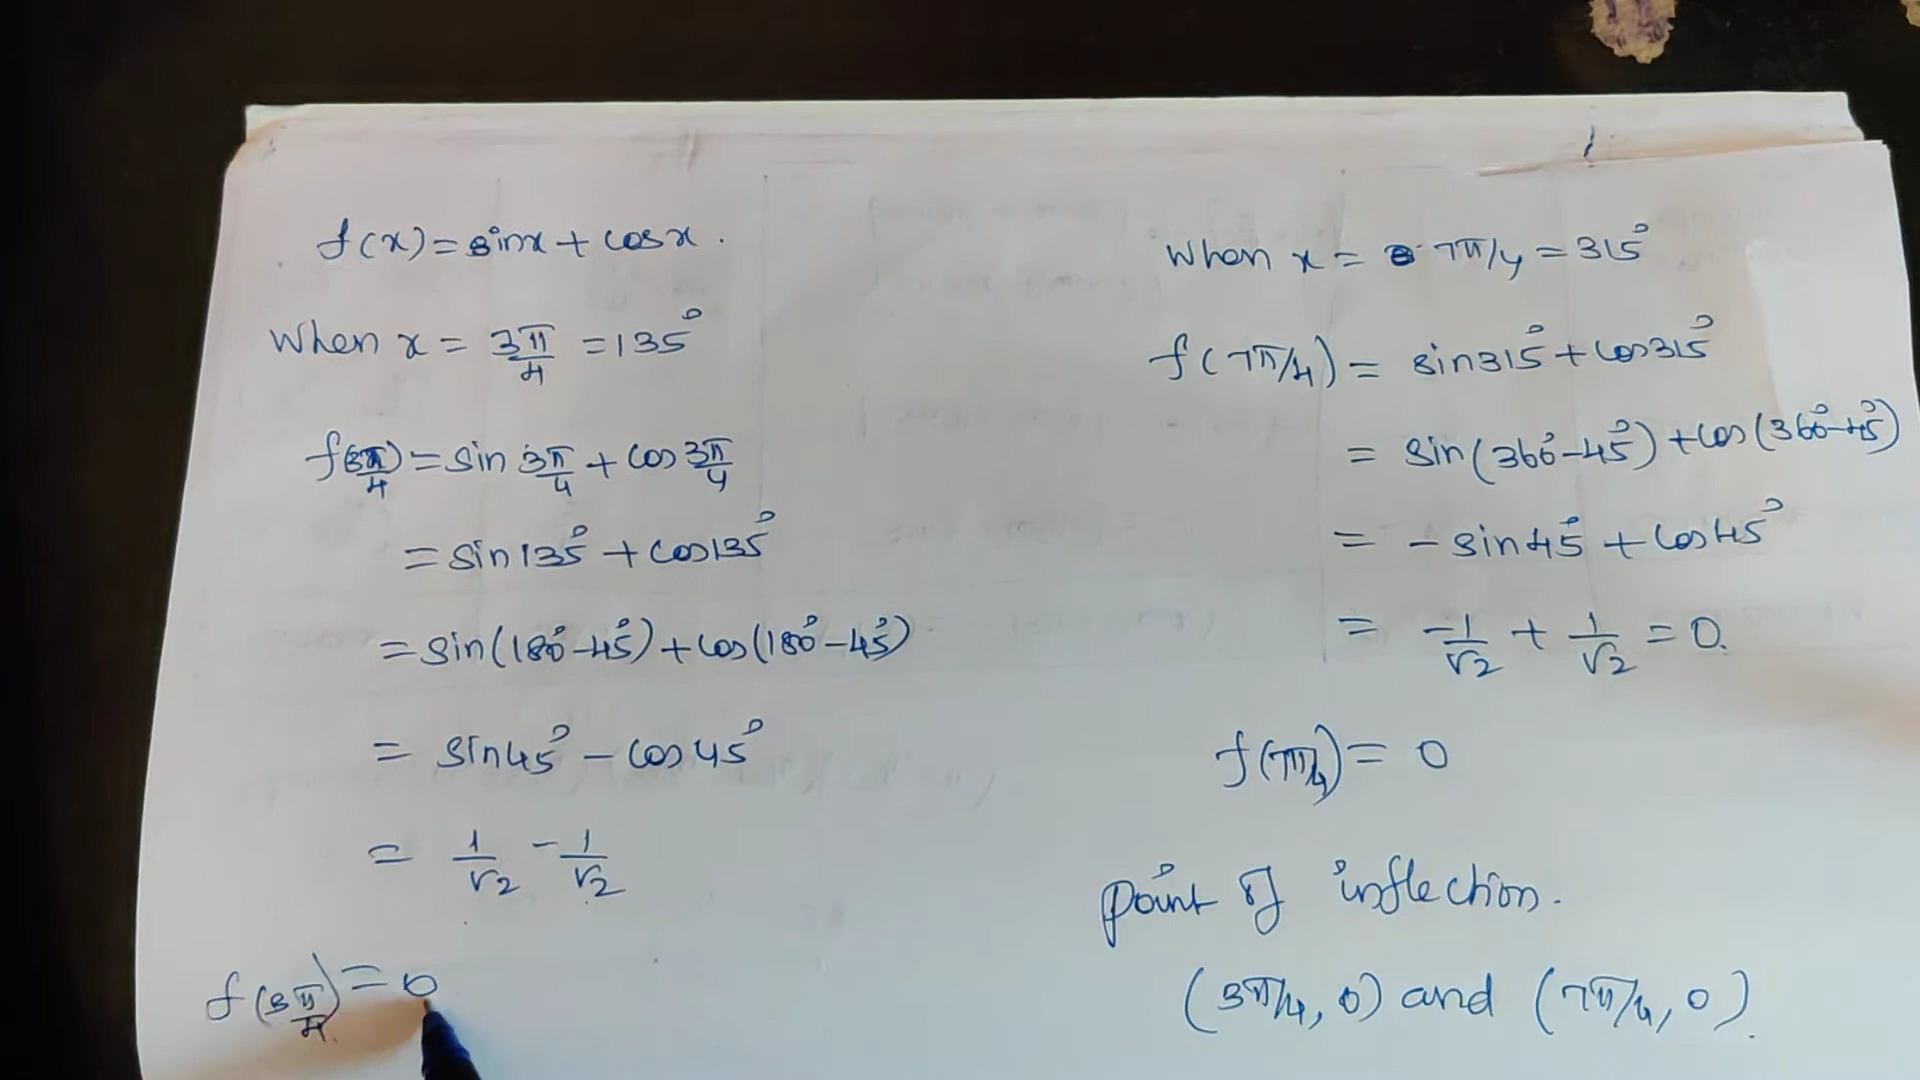 f(x) = sinx + cosx .
When x = 3π/4 = 135°
f(3π/4) = sin 3π/4 + cos 3π/4
= sin 135° + cos135°
= sin(180°-45°) + cos(180°-45°)
= sin45° - cos45°
= 1/√2 - 1/√2
f(3π/4) = 0
When x = 7π/4 = 315°
f(7π/4) = sin315° + cos315°
= sin(360°-45°) + cos(360°-45°)
= - sin45° + cos45°
= -1/√2 + 1/√2 = 0.
f(7π/4) = 0
point of inflection.
(3π/4, 0) and (7π/4, 0).